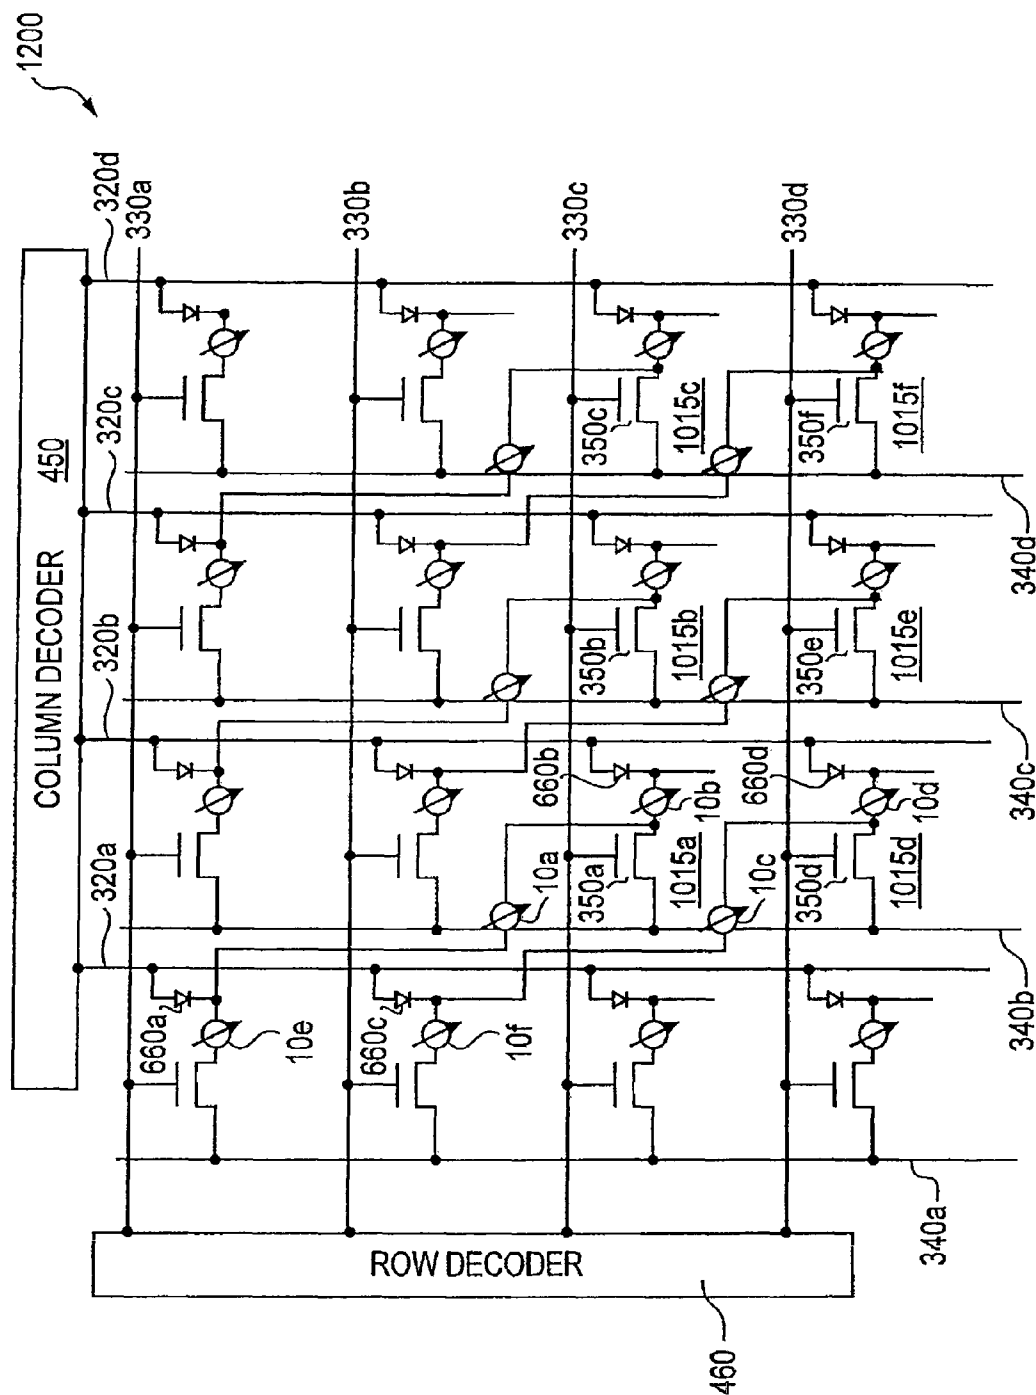 1200
COLUMN DECODER
450
320a
320b
320c
320d
330a
660a
10e
330b
660c
10f
10a
660b
10b
330c
350a
1015a
350b
1015b
350c
1015c
10c
660d
10d
330d
350d
1015d
350e
1015e
350f
1015f
340a
340b
340c
340d
ROW DECODER
460